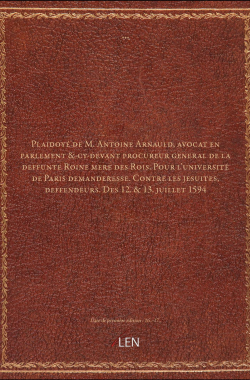 Plaidoyé de M. Antoine Arnauld, avocat en
parlement & cy-devant procureur general de la
deffunte Roine mere des Rois. Pour l'université
de Paris demanderesse. Contre les jesuites,
deffendeurs. Des 12. & 13. juillet 1594
LEN